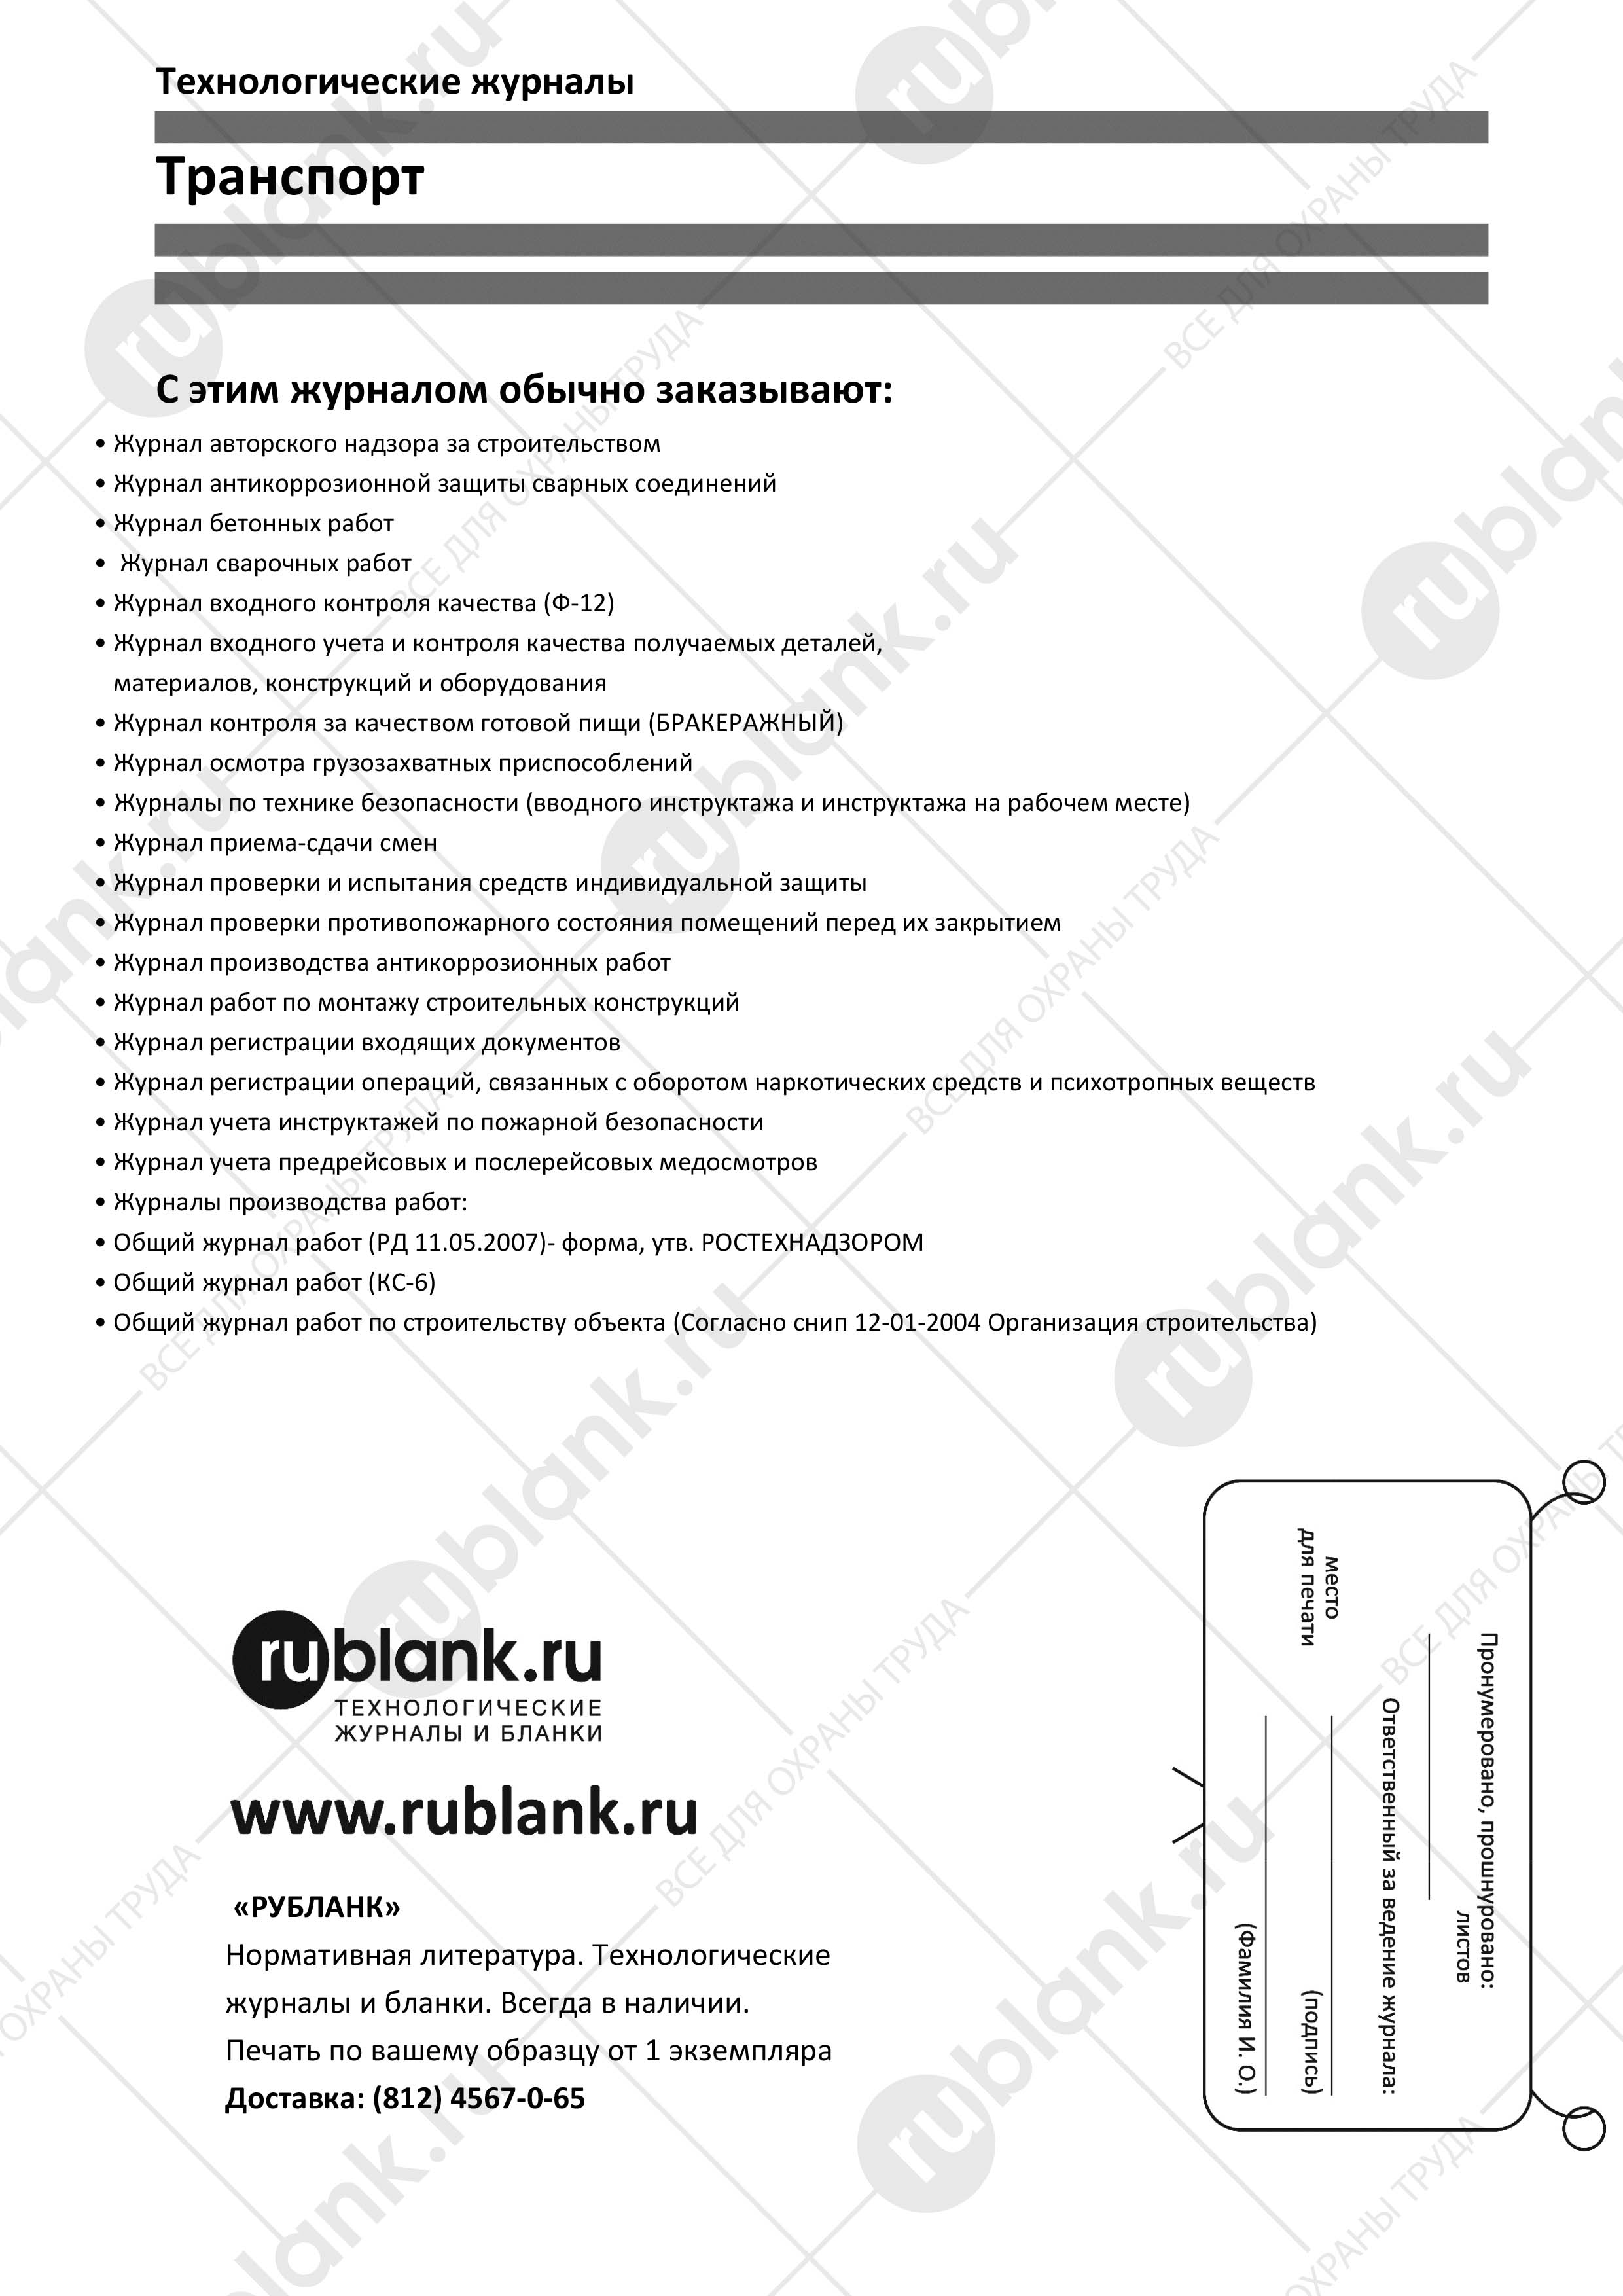 Технологические журналы
Транспорт
С этим журналом обычно заказывают:
• Журнал авторского надзора за строительством
• Журнал антикоррозионной защиты сварных соединений
• Журнал бетонных работ
• Журнал сварочных работ
• Журнал входного контроля качества (Ф-12)
• Журнал входного учета и контроля качества получаемых деталей,
материалов, конструкций и оборудования
• Журнал контроля за качеством готовой пищи (БРАКЕРАЖНЫЙ)
• Журнал осмотра грузозахватных приспособлений
• Журналы по технике безопасности (вводного инструктажа и инструктажа на рабочем месте)
• Журнал приема-сдачи смен
• Журнал проверки и испытания средств индивидуальной защиты
• Журнал проверки противопожарного состояния помещений перед их закрытием
• Журнал производства антикоррозионных работ
• Журнал работ по монтажу строительных конструкций
• Журнал регистрации входящих документов
• Журнал регистрации операций, связанных с оборотом наркотических средств и психотропных веществ
• Журнал учета инструктажей по пожарной безопасности
• Журнал учета предрейсовых и послерейсовых медосмотров
• Журналы производства работ:
• Общий журнал работ (РД 11.05.2007)- форма, утв. РОСТЕХНАДЗОРОМ
• Общий журнал работ (КС-6)
• Общий журнал работ по строительству объекта (Согласно снип 12-01-2004 Организация строительства)
rublank.ru
ТЕХНОЛОГИЧЕСКИЕ
ЖУРНАЛЫ И БЛАНКИ
www.rublank.ru
«РУБЛАНК»
Нормативная литература. Технологические
журналы и бланки. Всегда в наличии.
Печать по вашему образцу от 1 экземпляра
Доставка: (812) 4567-0-65
Пронумеровано, прошнуровано:
листов
Ответственный за ведение журнала:
место
для печати
(подпись)
(Фамилия И. О.)
rublank.ru
ВСЕ ДЛЯ ОХРАНЫ ТРУДА